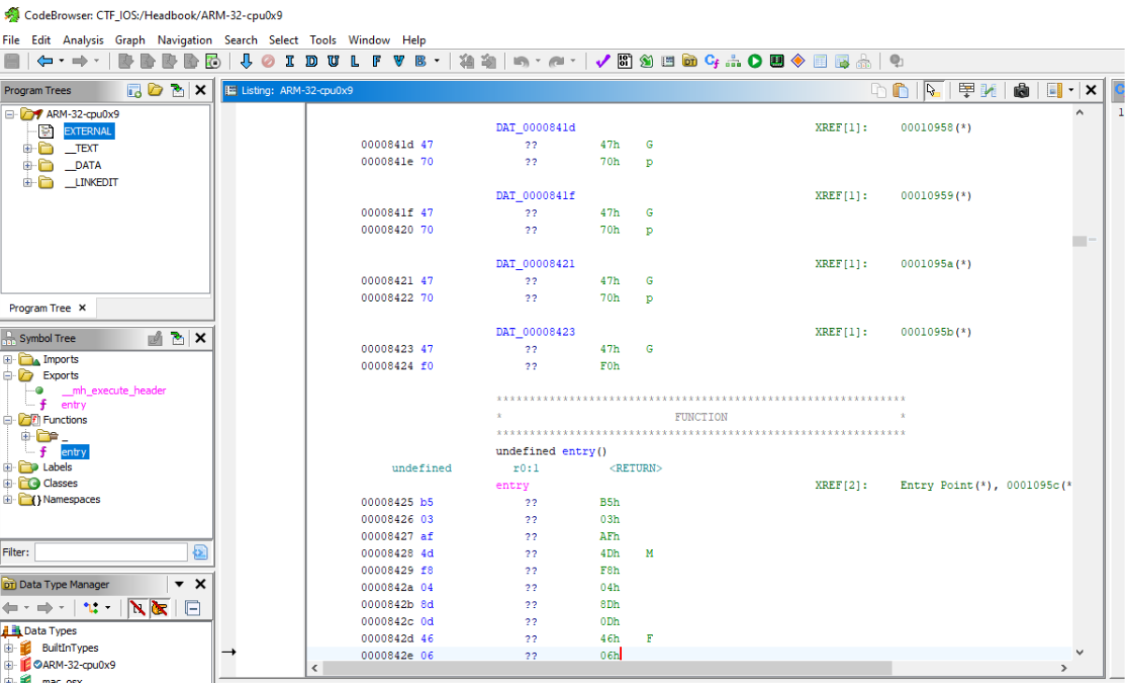 CodeBrowser: CTF_IOS:/Headbook/ARM-32-cpu0x9
File Edit Analysis Graph Navigation Search Select Tools Window Help
I D U L F V B
Program Trees
ARM-32-cpu0x9
EXTERNAL
__TEXT
__DATA
__LINKEDIT
Program Tree
Symbol Tree
Imports
Exports
__mh_execute_header
f entry
Functions
_
f entry
Labels
Classes
Namespaces
Filter:
Data Type Manager
Data Types
BuiltInTypes
ARM-32-cpu0x9
mac_osx
Listing: ARM-32-cpu0x9
DAT_0000841d XREF[1]: 00010958(*)
0000841d 47 ?? 47h G
0000841e 70 ?? 70h p
DAT_0000841f XREF[1]: 00010959(*)
0000841f 47 ?? 47h G
00008420 70 ?? 70h p
DAT_00008421 XREF[1]: 0001095a(*)
00008421 47 ?? 47h G
00008422 70 ?? 70h p
DAT_00008423 XREF[1]: 0001095b(*)
00008423 47 ?? 47h G
00008424 f0 ?? F0h
**************************************************************
* FUNCTION *
**************************************************************
undefined entry()
undefined r0:1 <RETURN>
entry XREF[2]: Entry Point(*), 0001095c(*
00008425 b5 ?? B5h
00008426 03 ?? 03h
00008427 af ?? AFh
00008428 4d ?? 4Dh M
00008429 f8 ?? F8h
0000842a 04 ?? 04h
0000842b 8d ?? 8Dh
0000842c 0d ?? 0Dh
0000842d 46 ?? 46h F
0000842e 06 ?? 06h
1